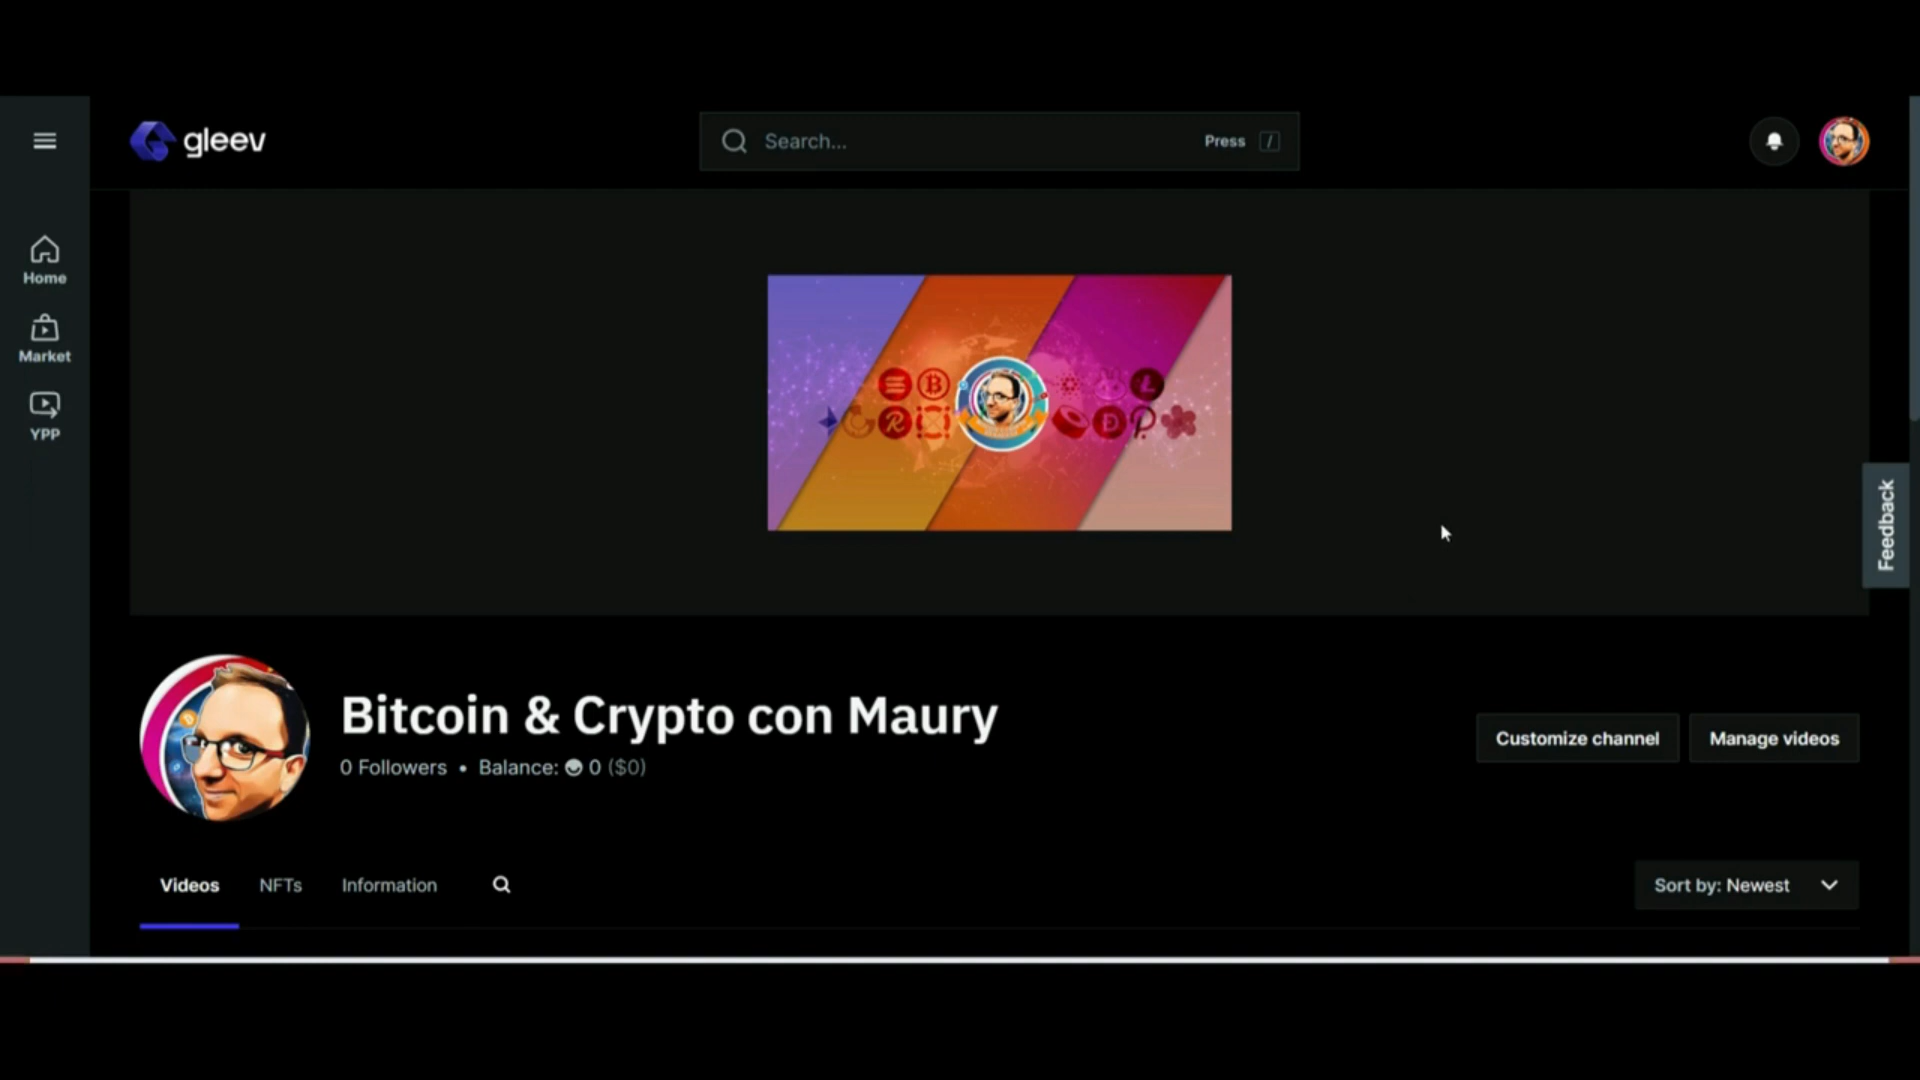 gleev
Search...
Press /
Home
Market
YPP
Feedback
Bitcoin & Crypto con Maury
0 Followers • Balance: 0 ($0)
Customize channel
Manage videos
Videos
NFTs
Information
Sort by: Newest